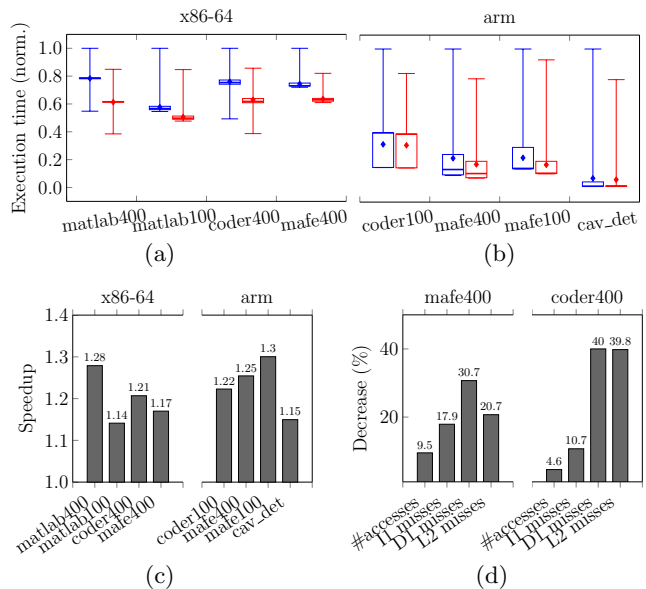 x86-64
arm
Execution time (norm.)
1.0
0.8
0.6
0.4
0.2
0.0
matlab400
matlab100
coder400
mafe400
coder100
mafe400
mafe100
cav_det
(a)
(b)
x86-64
arm
Speedup
1.4
1.3
1.2
1.1
1.0
1.28
1.14
1.21
1.17
1.22
1.25
1.3
1.15
matlab400
matlab100
coder400
mafe400
coder100
mafe400
mafe100
cav_det
(c)
mafe400
coder400
Decrease (%)
40
20
9.5
17.9
30.7
20.7
4.6
10.7
40
39.8
#accesses
I1 misses
D1 misses
L2 misses
#accesses
I1 misses
D1 misses
L2 misses
(d)